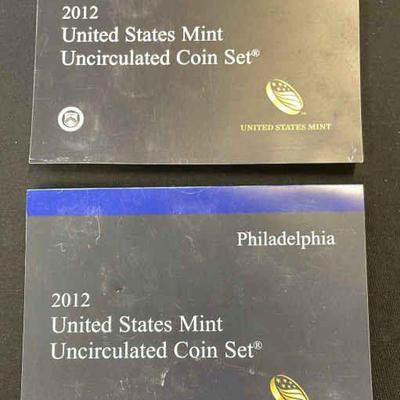 2012
United States Mint
Uncirculated Coin Set®
UNITED STATES MINT
Philadelphia
2012
United States Mint
Uncirculated Coin Set®